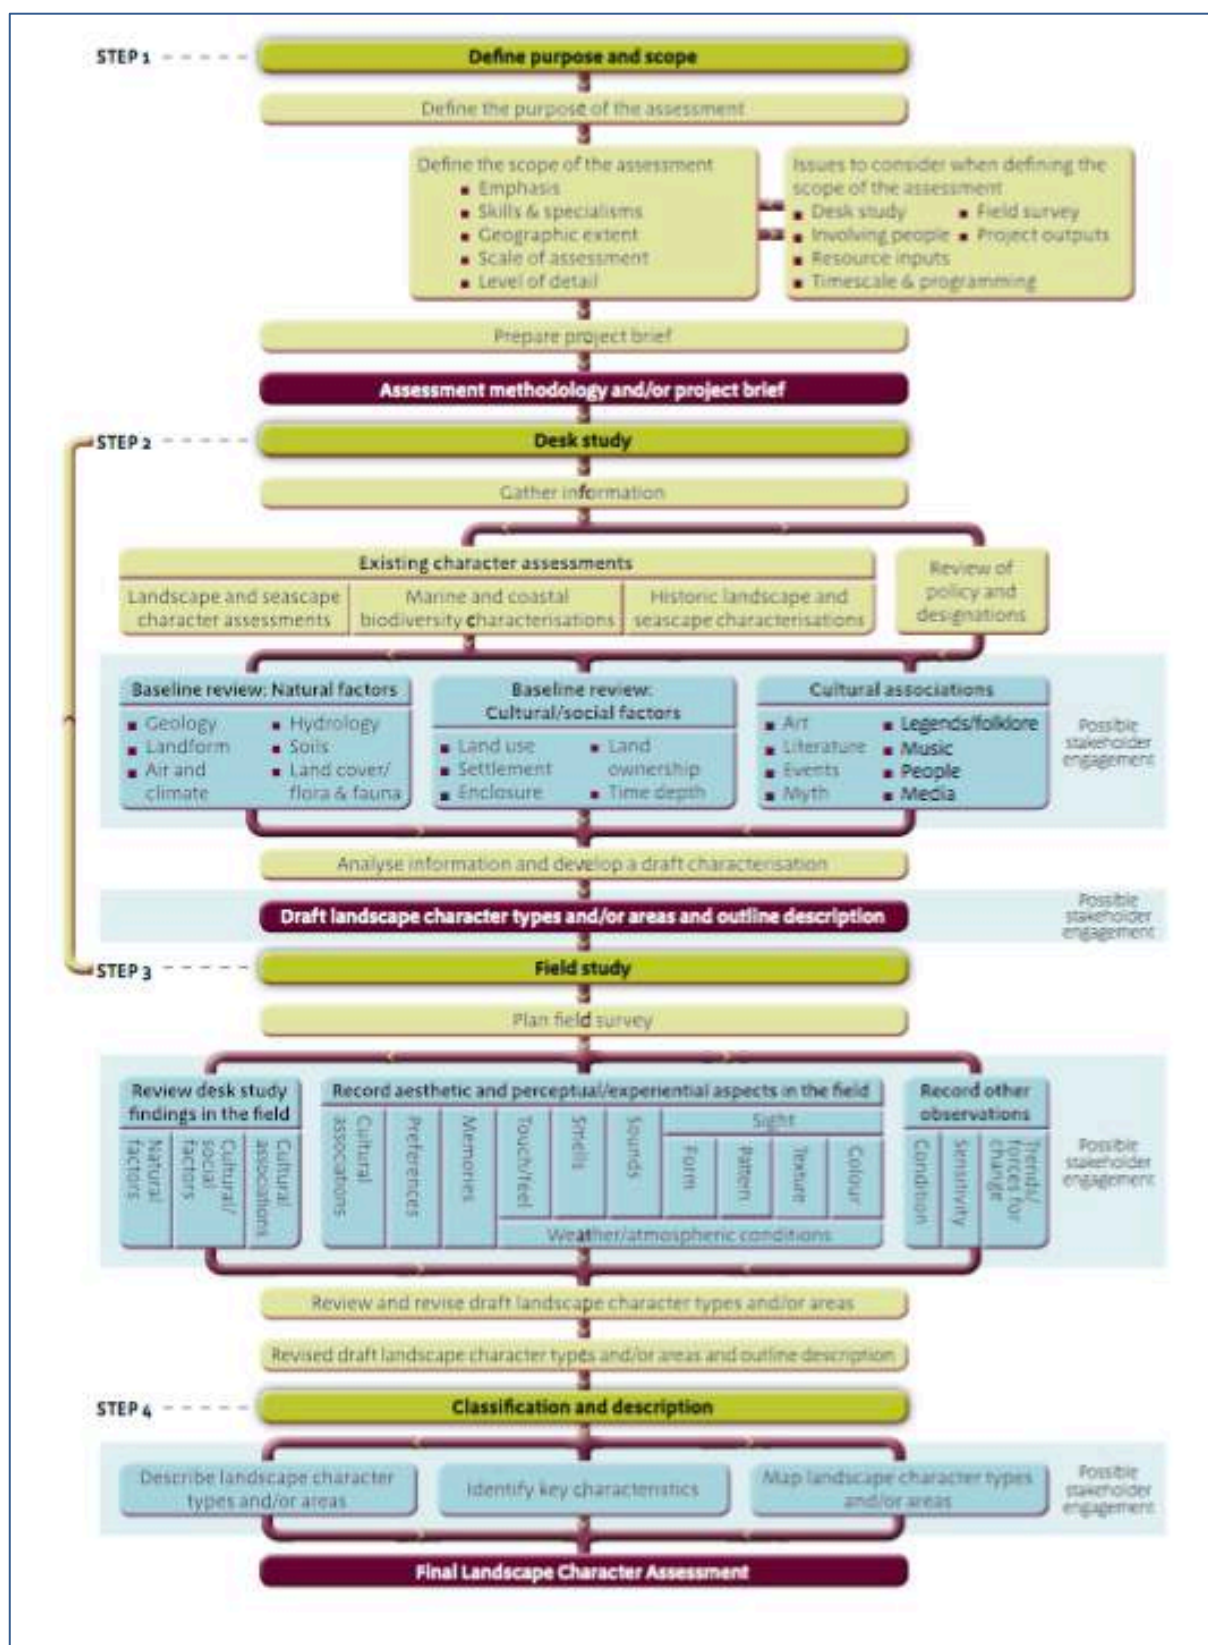 STEP 1
Define purpose and scope
Define the purpose of the assessment
Define the scope of the assessment
Emphasis
Skills & specialisms
Geographic extent
Scale of assessment
Level of detail
Issues to consider when defining the
scope of the assessment
Desk study
Field survey
Involving people
Project outputs
Resource inputs
Timescale & programming
Prepare project brief
Assessment methodology and/or project brief
STEP 2
Desk study
Gather information
Existing character assessments
Landscape and seascape
character assessments
Marine and coastal
biodiversity characterisations
Historic landscape and
seascape characterisations
Review of
policy and
designations
Baseline review: Natural factors
Geology
Landform
Air and
climate
Hydrology
Soils
Land cover/
flora & fauna
Baseline review:
Cultural/social factors
Land use
Settlement
Enclosure
Land
ownership
Time depth
Cultural associations
Art
Literature
Events
Myth
Legends/folklore
Music
People
Media
Possible
stakeholder
engagement
Analyse information and develop a draft characterisation
Draft landscape character types and/or areas and outline description
Possible
stakeholder
engagement
STEP 3
Field study
Plan field survey
Review desk study
findings in the field
Natural
factors
Cultural/
social
factors
Cultural
associations
Record aesthetic and perceptual/experiential aspects in the field
Cultural
associations
Preferences
Memories
Touch/feel
Smells
Sounds
Sight
Form
Pattern
Texture
Colour
Weather/atmospheric conditions
Record other
observations
Condition
Sensitivity
Trends/
forces for
change
Possible
stakeholder
engagement
Review and revise draft landscape character types and/or areas
Revised draft landscape character types and/or areas and outline description
STEP 4
Classification and description
Describe landscape character
types and/or areas
Identify key characteristics
Map landscape character types
and/or areas
Possible
stakeholder
engagement
Final Landscape Character Assessment